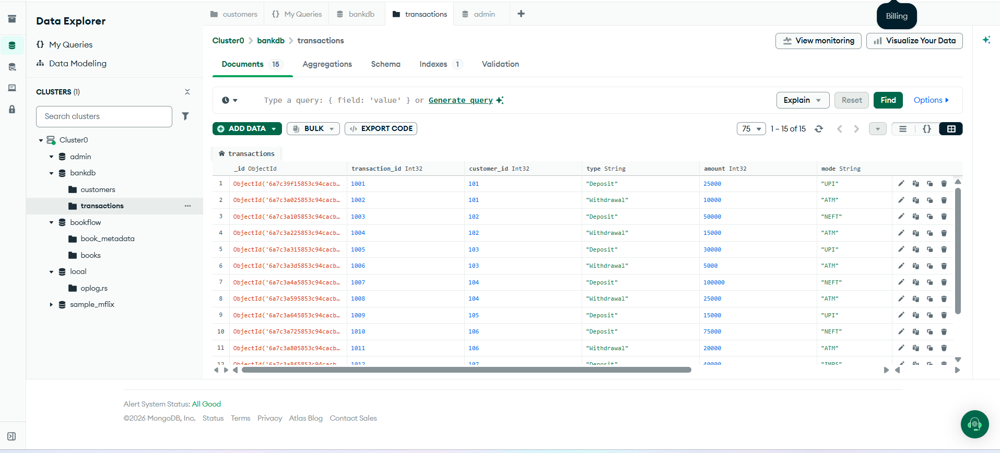 customers
My Queries
bankdb
transactions
admin
Billing
Data Explorer
My Queries
Data Modeling
CLUSTERS (1)
Search clusters
Cluster0
admin
bankdb
customers
transactions
bookflow
book_metadata
books
local
oplog.rs
sample_mflix
Cluster0 > bankdb > transactions
View monitoring
Visualize Your Data
Documents 15 Aggregations Schema Indexes 1 Validation
Type a query: { field: 'value' } or Generate query
Explain Reset Find Options
ADD DATA BULK EXPORT CODE
75 1 – 15 of 15
transactions
_id ObjectId transaction_id Int32 customer_id Int32 type String amount Int32 mode String
1 ObjectId('6a7c39f15853c94cacb… 1001 101 "Deposit" 25000 "UPI"
2 ObjectId('6a7c3a025853c94cacb… 1002 101 "Withdrawal" 10000 "ATM"
3 ObjectId('6a7c3a105853c94cacb… 1003 102 "Deposit" 50000 "NEFT"
4 ObjectId('6a7c3a225853c94cacb… 1004 102 "Withdrawal" 15000 "ATM"
5 ObjectId('6a7c3a315853c94cacb… 1005 103 "Deposit" 30000 "UPI"
6 ObjectId('6a7c3a3d5853c94cacb… 1006 103 "Withdrawal" 5000 "ATM"
7 ObjectId('6a7c3a4a5853c94cacb… 1007 104 "Deposit" 100000 "NEFT"
8 ObjectId('6a7c3a595853c94cacb… 1008 104 "Withdrawal" 25000 "ATM"
9 ObjectId('6a7c3a645853c94cacb… 1009 105 "Deposit" 15000 "UPI"
10 ObjectId('6a7c3a725853c94cacb… 1010 106 "Deposit" 75000 "NEFT"
11 ObjectId('6a7c3a805853c94cacb… 1011 106 "Withdrawal" 20000 "ATM"
12 ObjectId('6a7c3a8f5853c94cacb… 1012 107 "Deposit" 40000 "IMPS"
Alert System Status: All Good
©2026 MongoDB, Inc. Status Terms Privacy Atlas Blog Contact Sales